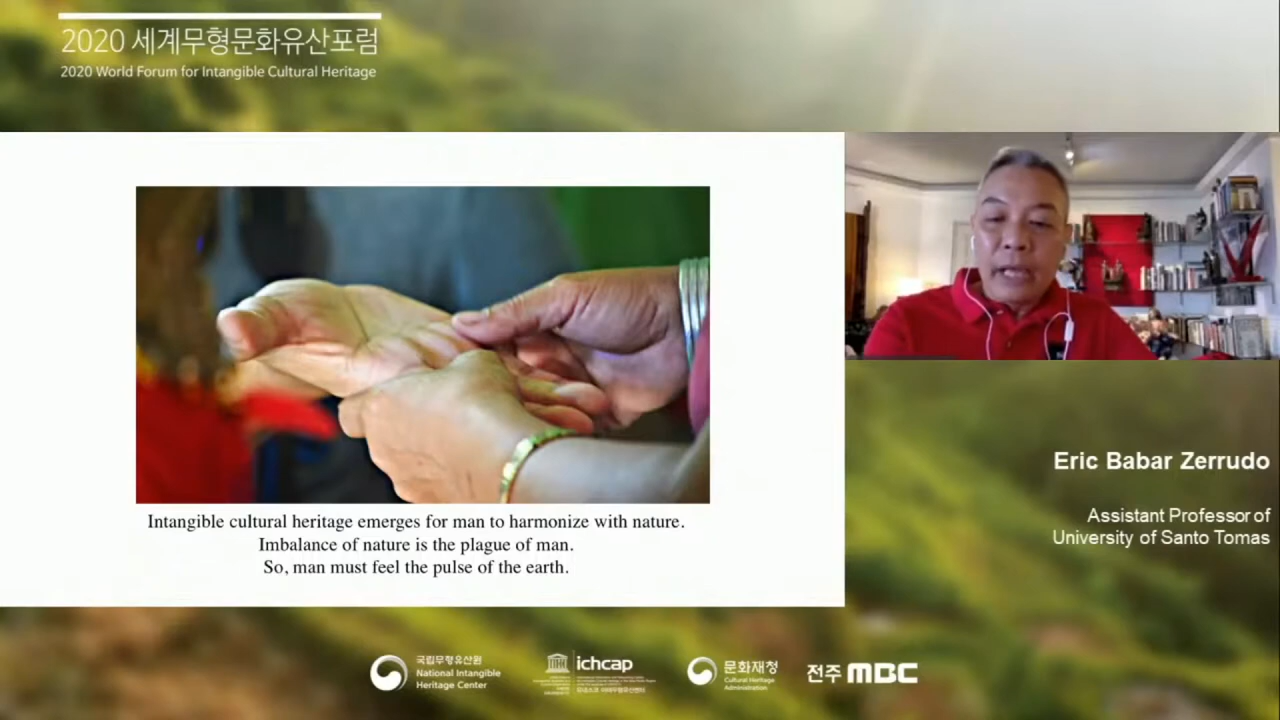 2020 세계무형문화유산포럼
2020 World Forum for Intangible Cultural Heritage
Intangible cultural heritage emerges for man to harmonize with nature.
Imbalance of nature is the plague of man.
So, man must feel the pulse of the earth.
Eric Babar Zerrudo
Assistant Professor of
University of Santo Tomas
국립무형유산원
National Intangible
Heritage Center
ichcap
문화재청
Cultural Heritage
Administration
전주 MBC